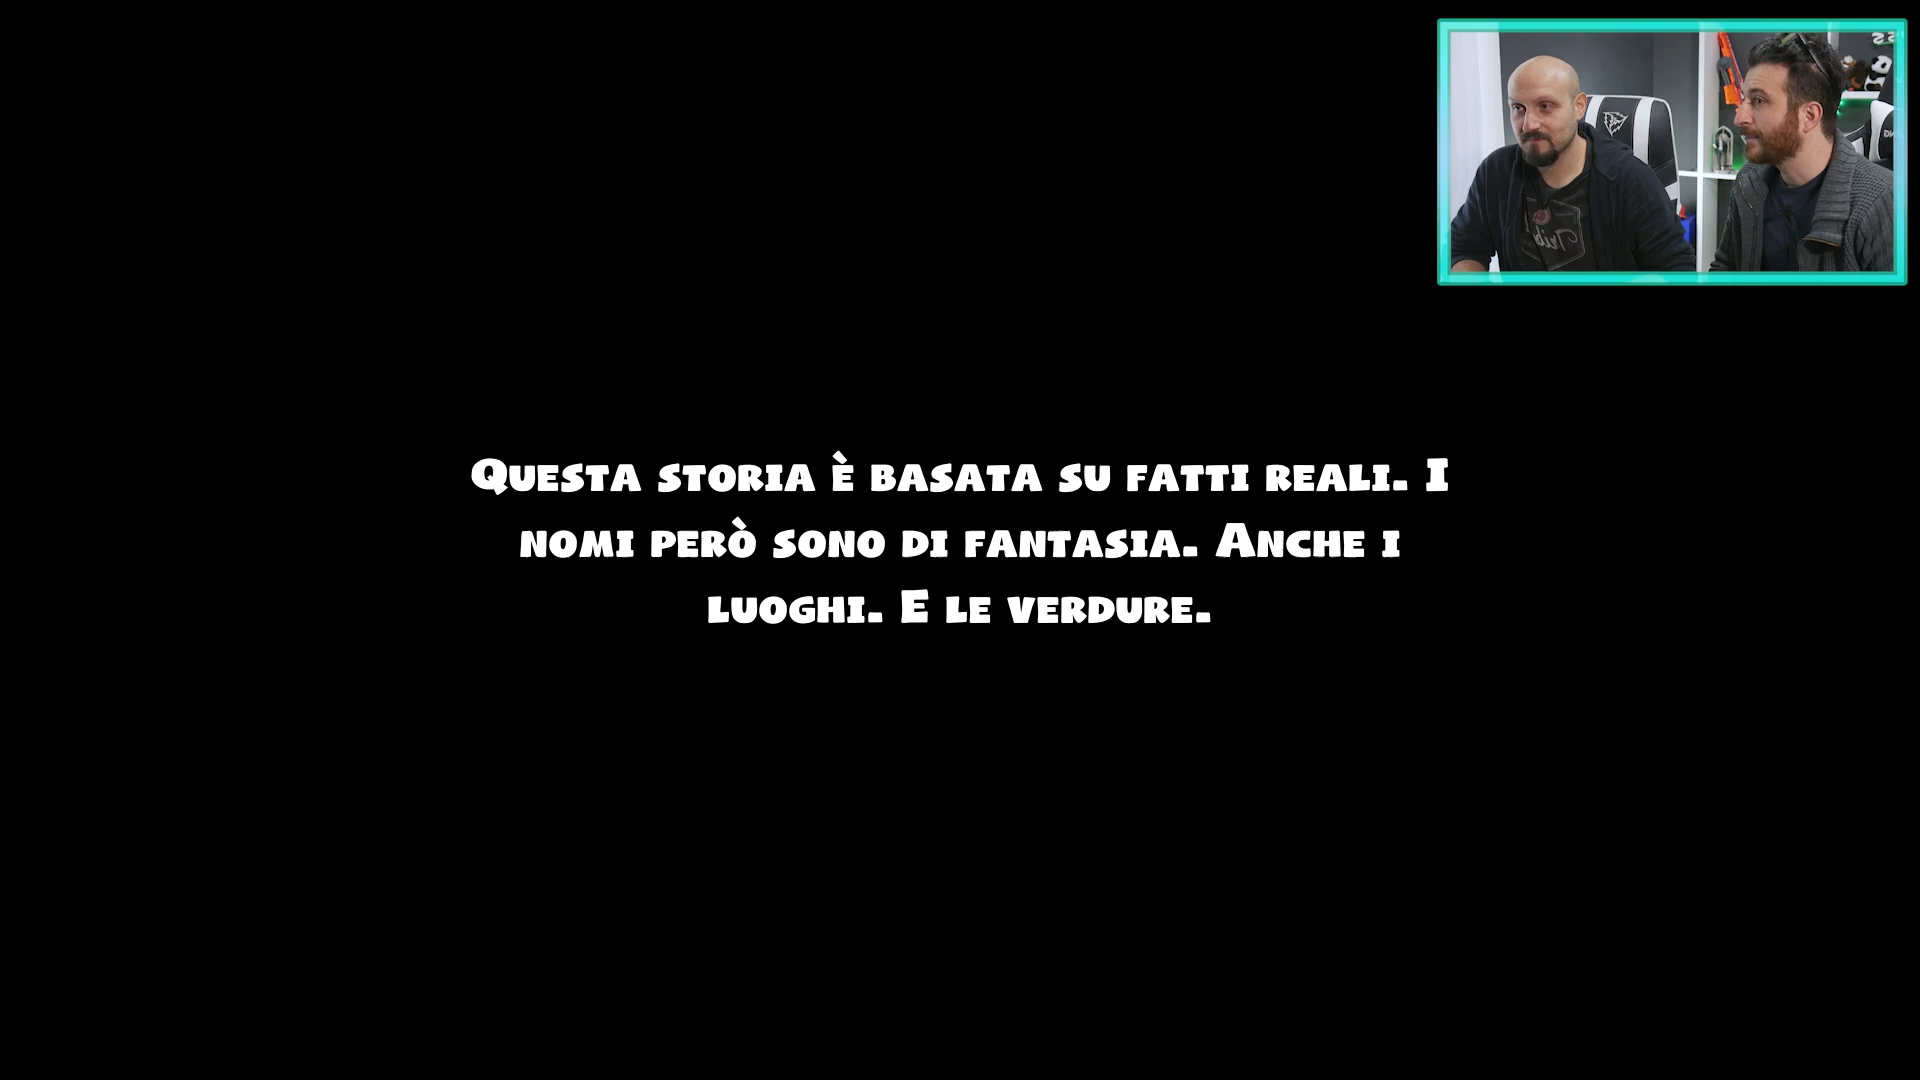 Questa storia è basata su fatti reali. I
nomi però sono di fantasia. Anche i
luoghi. E le verdure.